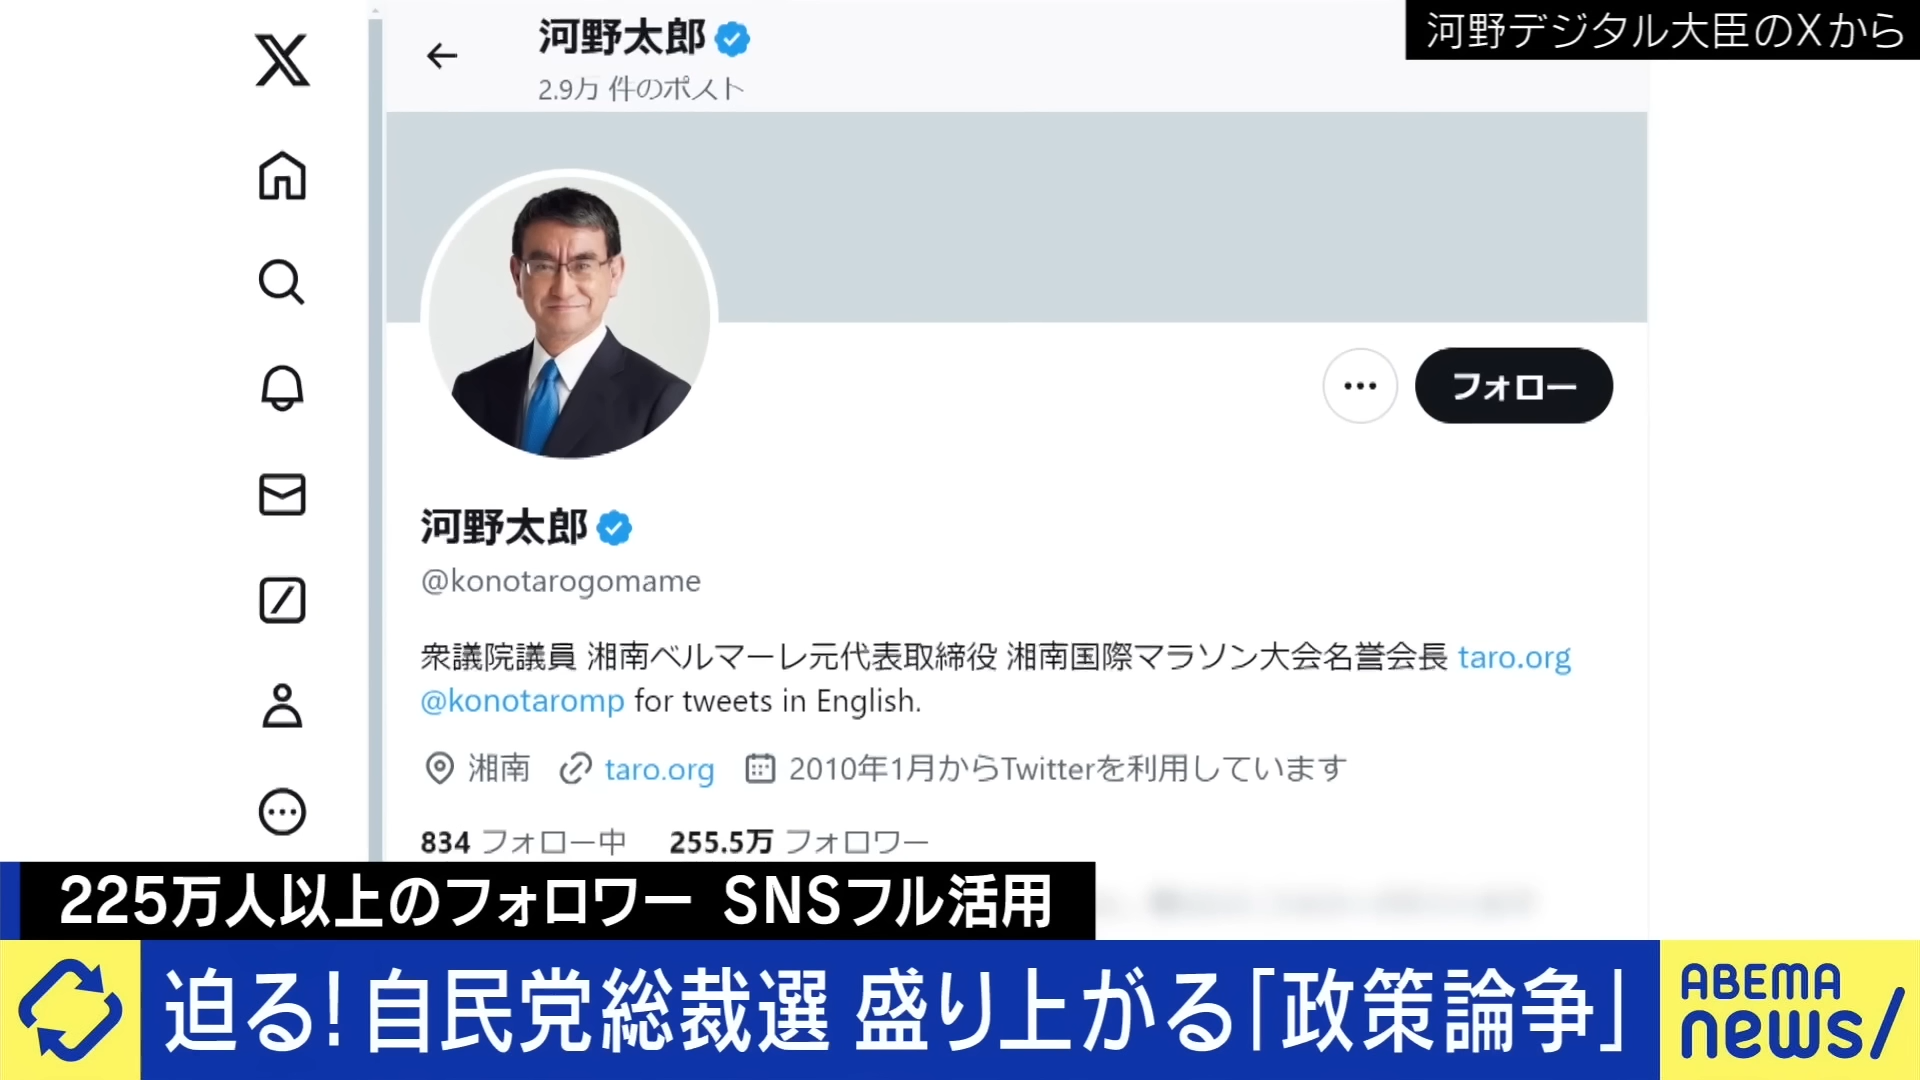 河野デジタル大臣のXから
河野太郎
2.9万 件のポスト
フォロー
河野太郎
@konotarogomame
衆議院議員 湘南ベルマーレ元代表取締役 湘南国際マラソン大会名誉会長 taro.org
@konotaromp for tweets in English.
湘南 taro.org 2010年1月からTwitterを利用しています
834 フォロー中 255.5万 フォロワー
225万人以上のフォロワー SNSフル活用
迫る!自民党総裁選 盛り上がる「政策論争」
ABEMA
news/